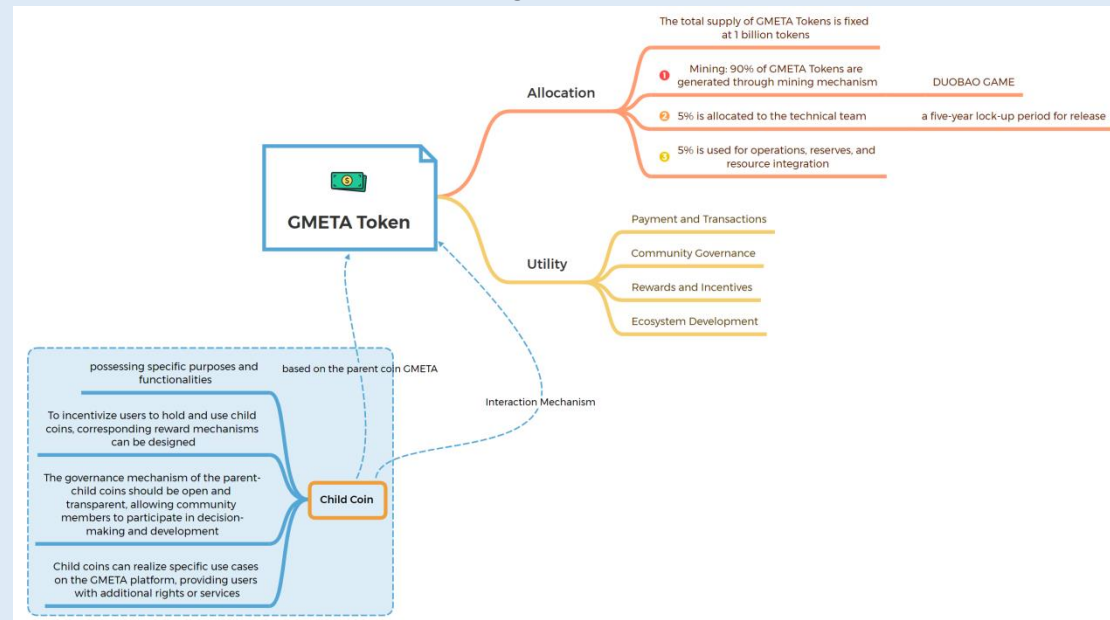 The total supply of GMETA Tokens is fixed
at 1 billion tokens
Allocation
1
Mining: 90% of GMETA Tokens are
generated through mining mechanism
DUOBAO GAME
2
5% is allocated to the technical team
a five-year lock-up period for release
3
5% is used for operations, reserves, and
resource integration
GMETA Token
Utility
Payment and Transactions
Community Governance
Rewards and Incentives
Ecosystem Development
based on the parent coin GMETA
Interaction Mechanism
possessing specific purposes and
functionalities
To incentivize users to hold and use child
coins, corresponding reward mechanisms
can be designed
The governance mechanism of the parent-
child coins should be open and
transparent, allowing community
members to participate in decision-
making and development
Child Coin
Child coins can realize specific use cases
on the GMETA platform, providing users
with additional rights or services